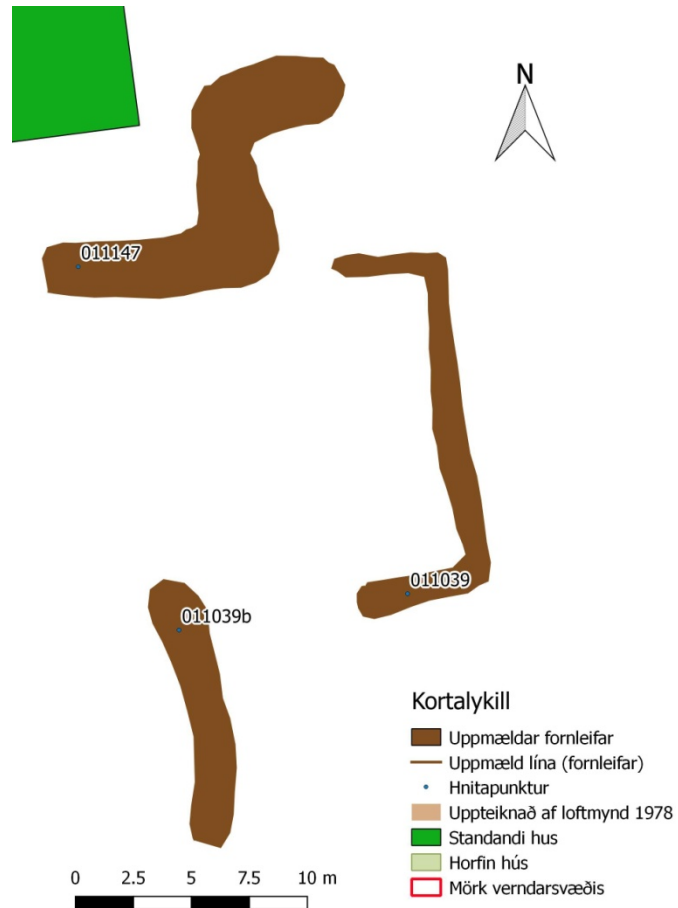 N
011147
011039
011039b
Kortalykill
Uppmældar fornleifar
Uppmæld lína (fornleifar)
Hnitapunktur
Uppteiknað af loftmynd 1978
Standandi hus
Horfin hús
Mörk verndarsvæðis
0 2.5 5 7.5 10 m